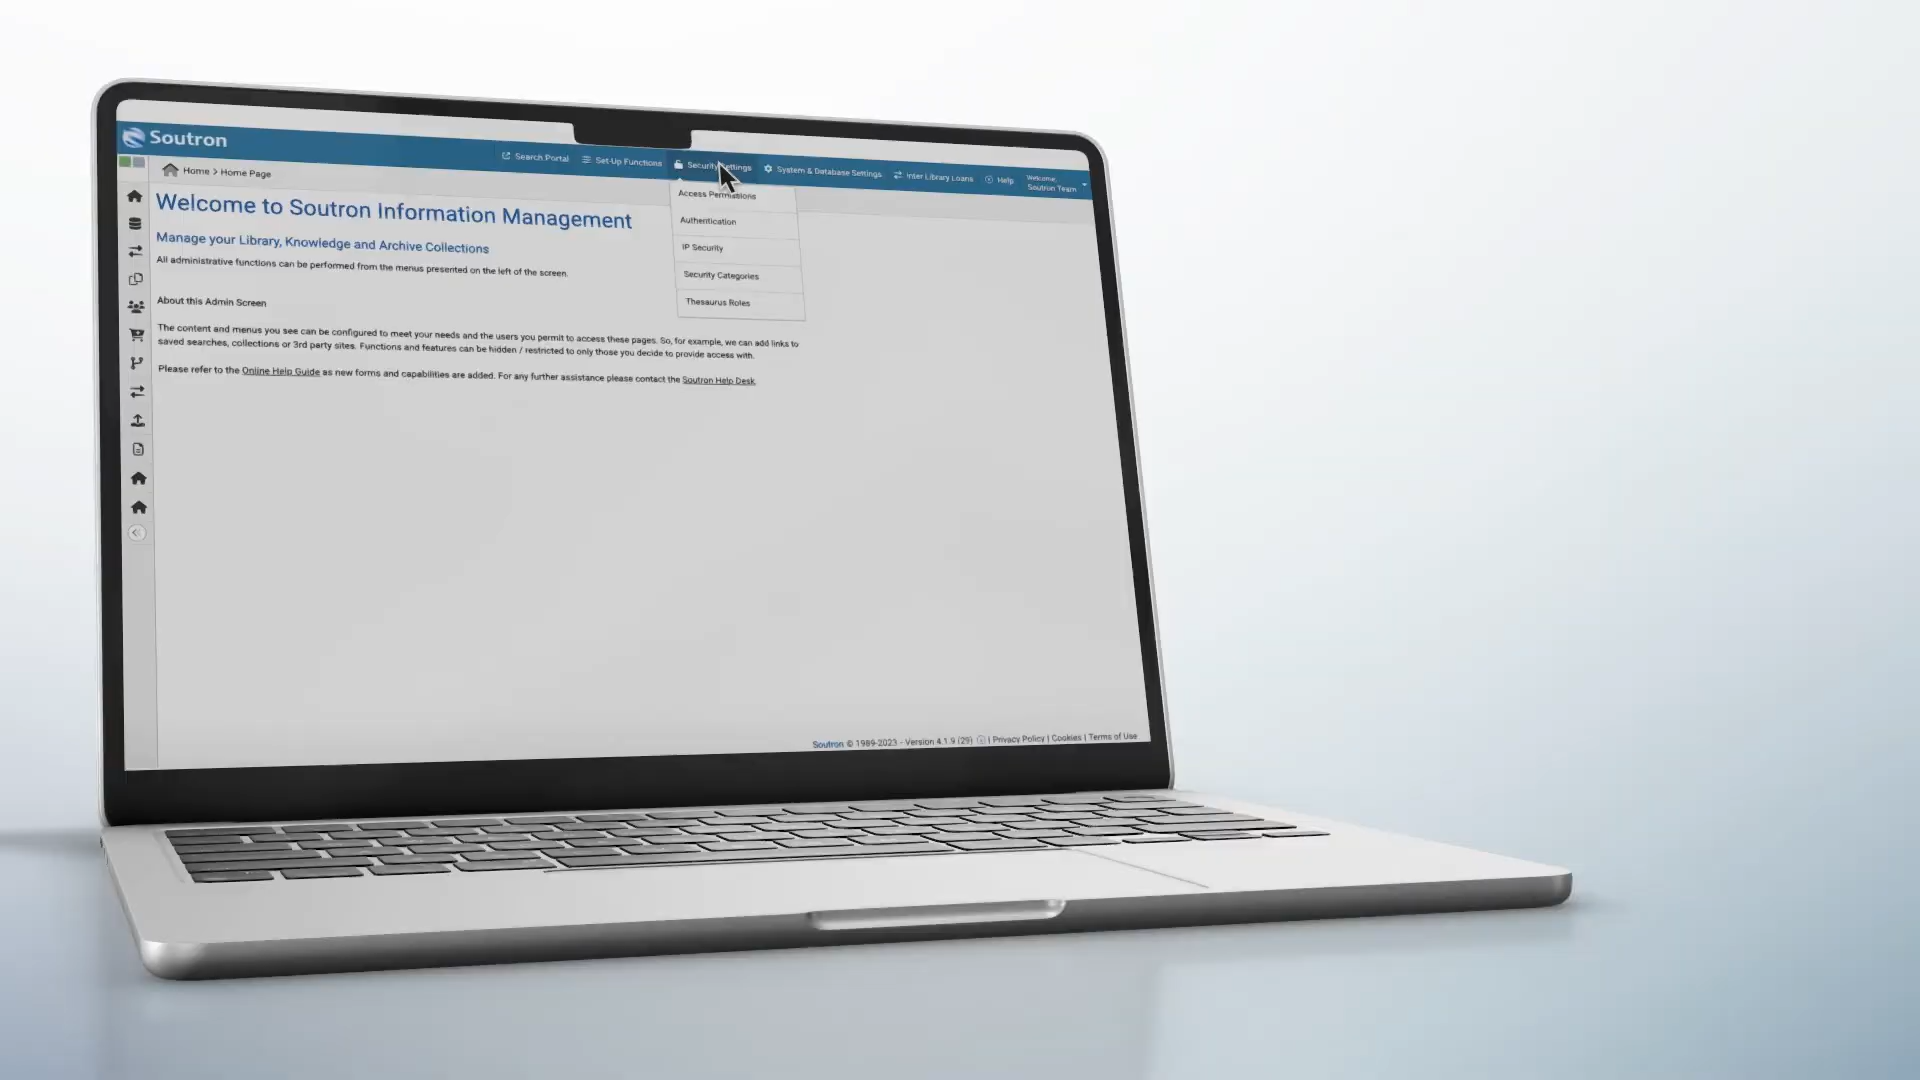 Soutron
Search Portal
Set-Up Functions
Security Settings
System & Database Settings
Inter Library Loans
Help
Welcome,
Soutron Team
Home > Home Page
Access Permissions
Authentication
IP Security
Security Categories
Thesaurus Roles
Welcome to Soutron Information Management
Manage your Library, Knowledge and Archive Collections
All administrative functions can be performed from the menus presented on the left of the screen.
About this Admin Screen
The content and menus you see can be configured to meet your needs and the users you permit to access these pages. So, for example, we can add links to
saved searches, collections or 3rd party sites. Functions and features can be hidden / restricted to only those you decide to provide access with.
Please refer to the Online Help Guide as new forms and capabilities are added. For any further assistance please contact the Soutron Help Desk.
Soutron © 1989-2023 - Version 4.1.9 (29) | Privacy Policy | Cookies | Terms of Use